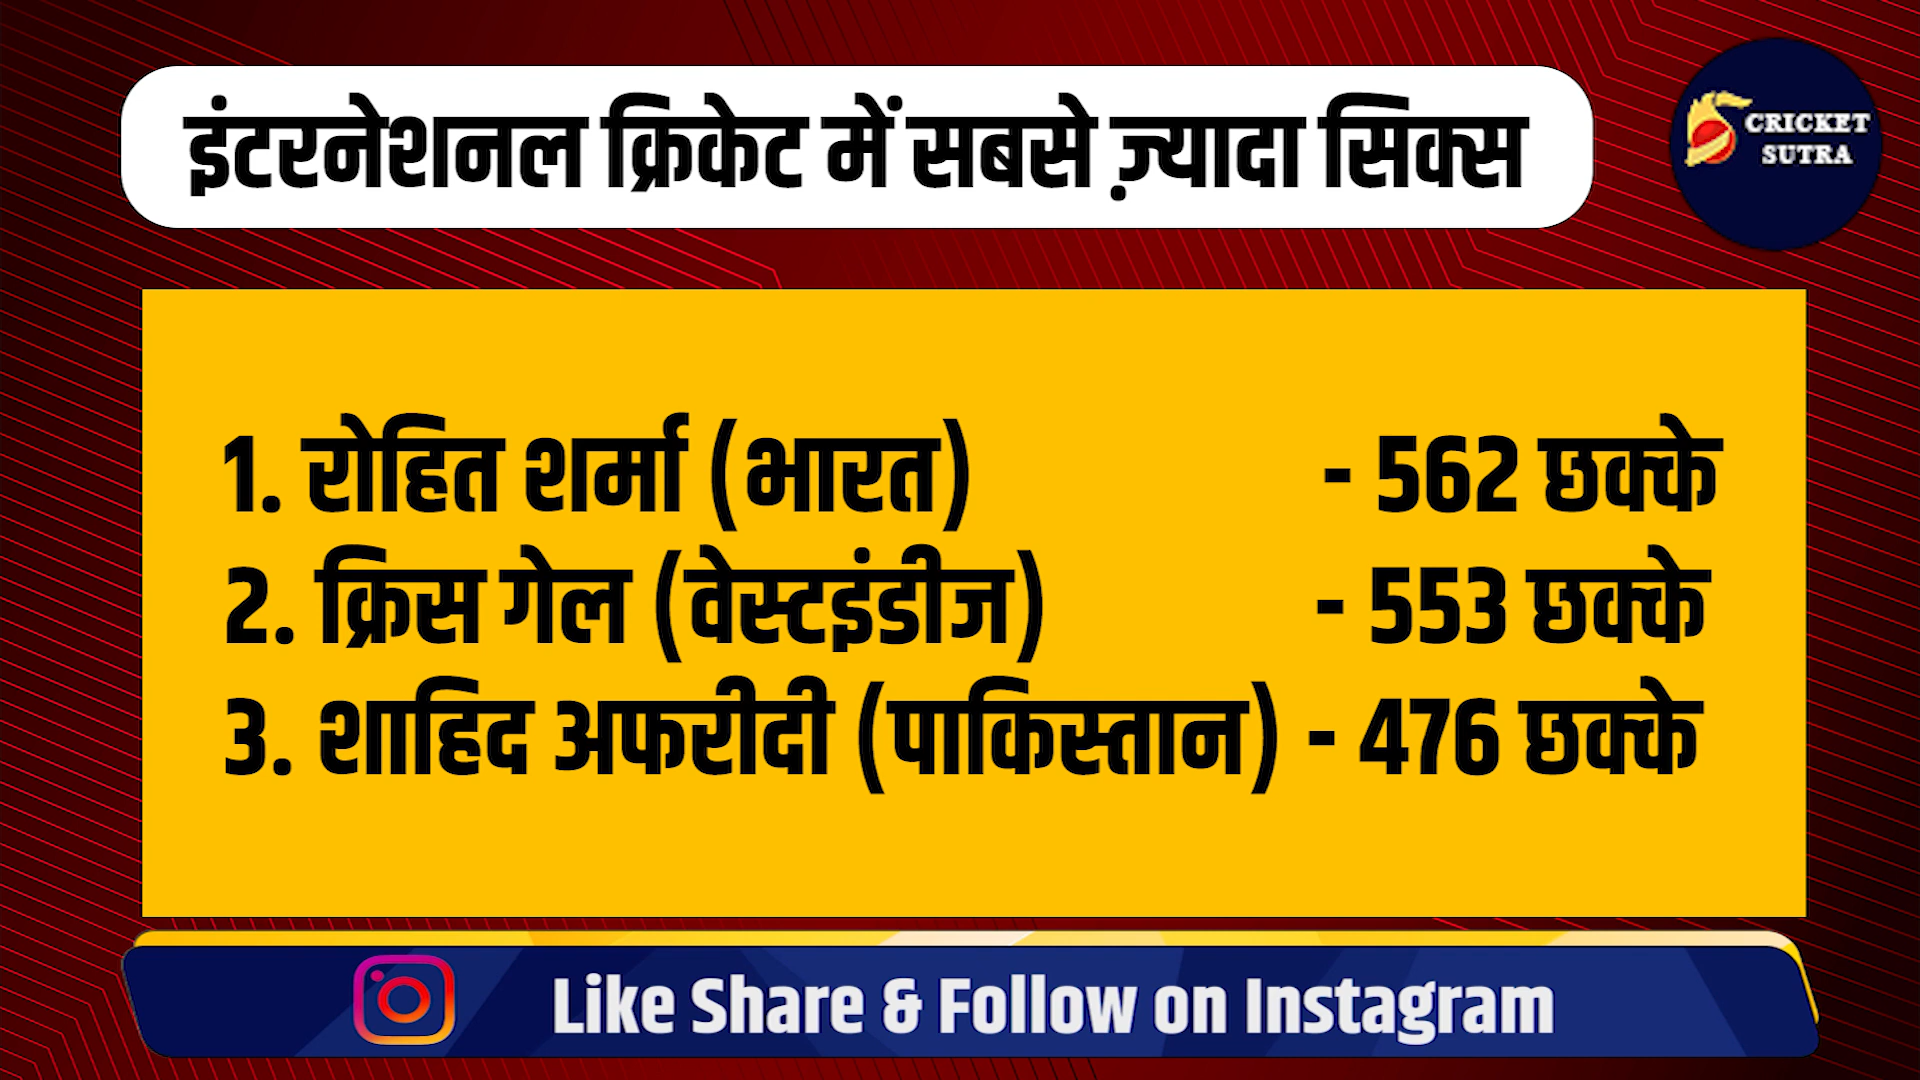 इंटरनेशनल क्रिकेट में सबसे ज़्यादा सिक्स
CRICKET
SUTRA
1. रोहित शर्मा (भारत) - 562 छक्के
2. क्रिस गेल (वेस्टइंडीज) - 553 छक्के
3. शाहिद अफरीदी (पाकिस्तान) - 476 छक्के
Like Share & Follow on Instagram